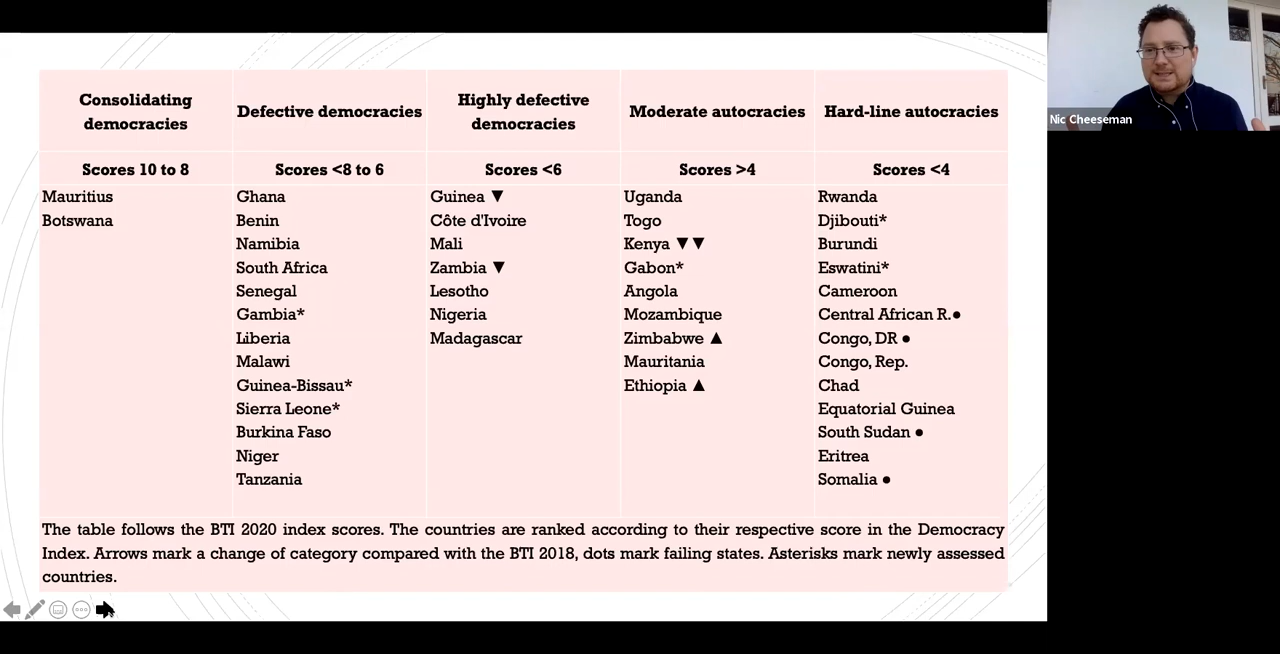 Consolidating
democracies
Defective democracies
Highly defective
democracies
Moderate autocracies
Hard-line autocracies
Scores 10 to 8
Scores <8 to 6
Scores <6
Scores >4
Scores <4
Mauritius
Botswana
Ghana
Benin
Namibia
South Africa
Senegal
Gambia*
Liberia
Malawi
Guinea-Bissau*
Sierra Leone*
Burkina Faso
Niger
Tanzania
Guinea ▼
Côte d'Ivoire
Mali
Zambia ▼
Lesotho
Nigeria
Madagascar
Uganda
Togo
Kenya ▼▼
Gabon*
Angola
Mozambique
Zimbabwe ▲
Mauritania
Ethiopia ▲
Rwanda
Djibouti*
Burundi
Eswatini*
Cameroon
Central African R.●
Congo, DR ●
Congo, Rep.
Chad
Equatorial Guinea
South Sudan ●
Eritrea
Somalia ●
The table follows the BTI 2020 index scores. The countries are ranked according to their respective score in the Democracy
Index. Arrows mark a change of category compared with the BTI 2018, dots mark failing states. Asterisks mark newly assessed
countries.
Nic Cheeseman